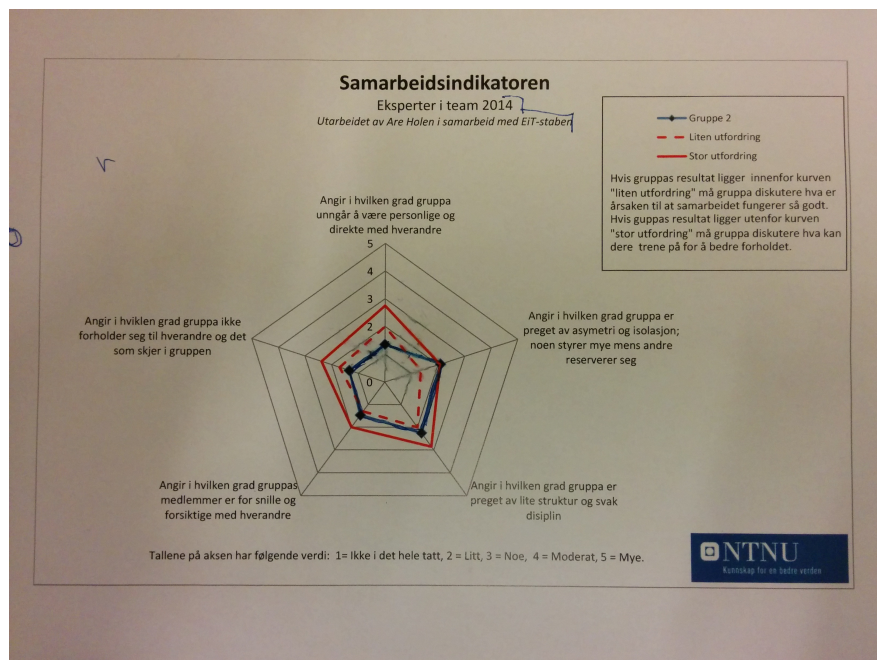 Samarbeidsindikatoren
Eksperter i team 2014
Utarbeidet av Are Holen i samarbeid med EiT-staben
Gruppe 2
Liten utfordring
Stor utfordring
Hvis gruppas resultat ligger innenfor kurven
"liten utfordring" må gruppa diskutere hva er
årsaken til at samarbeidet fungerer så godt.
Hvis guppas resultat ligger utenfor kurven
"stor utfordring" må gruppa diskutere hva kan
dere trene på for å bedre forholdet.
Angir i hvilken grad gruppa
unngår å være personlige og
direkte med hverandre
5
4
3
2
0
Angir i hviklen grad gruppa ikke
forholder seg til hverandre og det
som skjer i gruppen
Angir i hvilken grad gruppa er
preget av asymetri og isolasjon;
noen styrer mye mens andre
reserverer seg
Angir i hvilken grad gruppas
medlemmer er for snille og
forsiktige med hverandre
Angir i hvilken grad gruppa er
preget av lite struktur og svak
disiplin
Tallene på aksen har følgende verdi: 1= Ikke i det hele tatt, 2 = Litt, 3 = Noe, 4 = Moderat, 5 = Mye.
NTNU
Kunnskap for en bedre verden